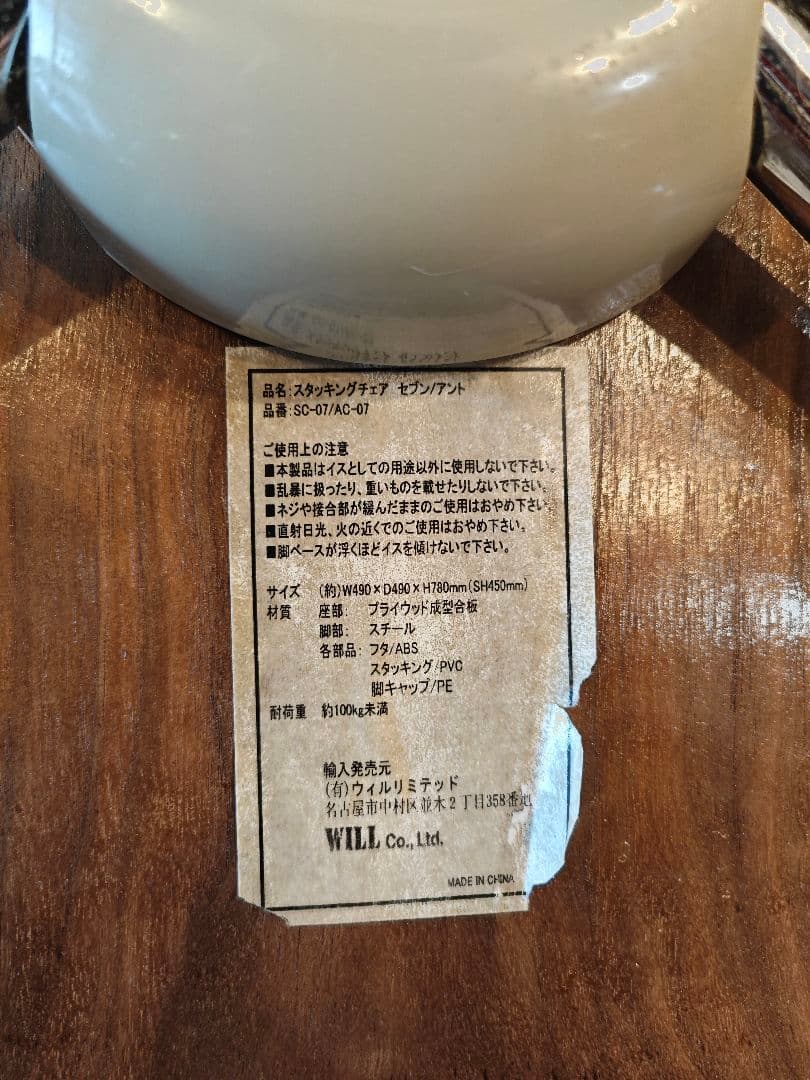 品名：スタッキングチェア セブン/アント
品番：SC-07/AC-07
ご使用上の注意
■本製品はイスとしての用途以外に使用しないで下さい。
■乱暴に扱ったり、重いものを載せたりしないで下さい。
■ネジや接合部が緩んだままのご使用はおやめ下さい。
■直射日光、火の近くでのご使用はおやめ下さい。
■脚ベースが浮くほどイスを傾けないで下さい。
サイズ (約)W490×D490×H780mm(SH450mm)
材質 座部： プライウッド成型合板
脚部： スチール
各部品： フタ/ABS
スタッキング/PVC
脚キャップ/PE
耐荷重 約100kg未満
輸入発売元
(有)ウィルリミテッド
名古屋市中村区並木2丁目358番地
WILL Co.,Ltd.
MADE IN CHINA